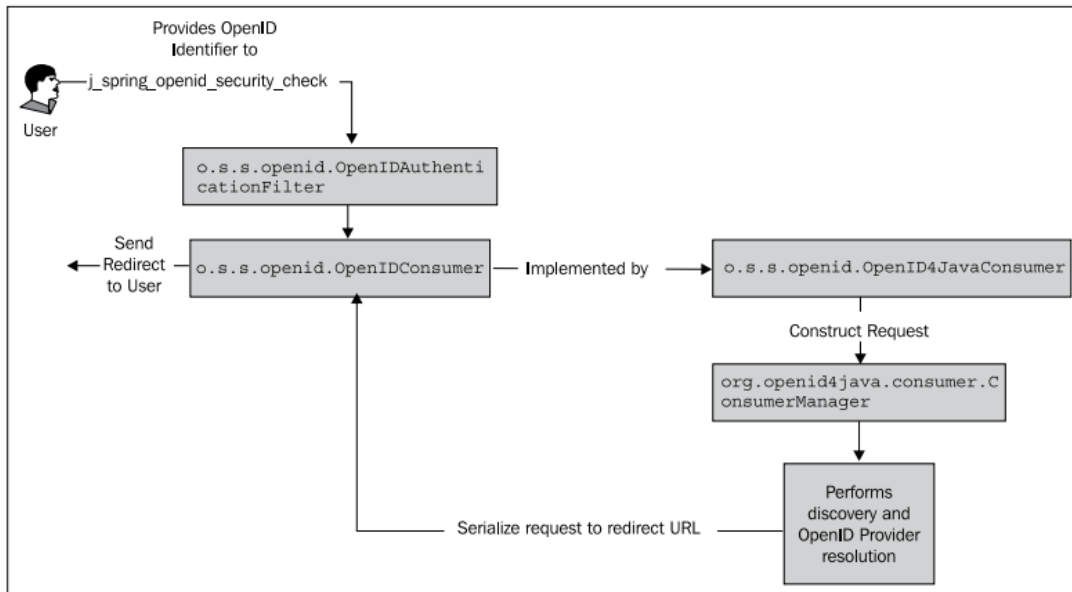 Provides OpenID
Identifier to
j_spring_openid_security_check
User
o.s.s.openid.OpenIDAuthenti
cationFilter
Send
Redirect
to User
o.s.s.openid.OpenIDConsumer
Implemented by
o.s.s.openid.OpenID4JavaConsumer
Construct Request
org.openid4java.consumer.C
onsumerManager
Performs
discovery and
OpenID Provider
resolution
Serialize request to redirect URL